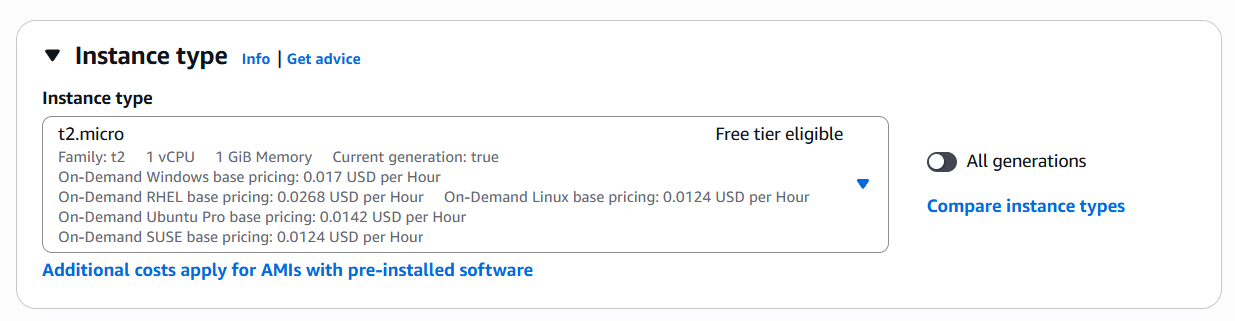 Instance type Info | Get advice
Instance type
t2.micro Free tier eligible
Family: t2 1 vCPU 1 GiB Memory Current generation: true
On-Demand Windows base pricing: 0.017 USD per Hour
On-Demand RHEL base pricing: 0.0268 USD per Hour On-Demand Linux base pricing: 0.0124 USD per Hour
On-Demand Ubuntu Pro base pricing: 0.0142 USD per Hour
On-Demand SUSE base pricing: 0.0124 USD per Hour
All generations
Compare instance types
Additional costs apply for AMIs with pre-installed software